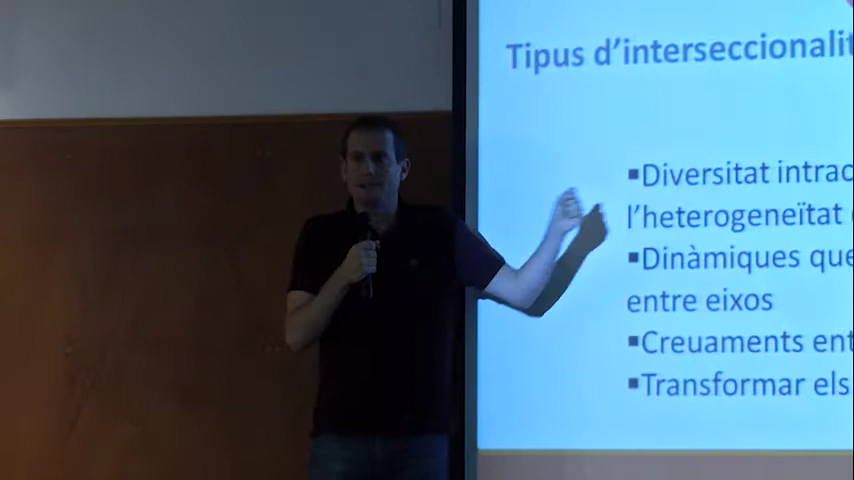 Tipus d’interseccionalit
▪Diversitat intrac
l’heterogeneïtat
▪Dinàmiques que
entre eixos
▪Creuaments ent
▪Transformar els